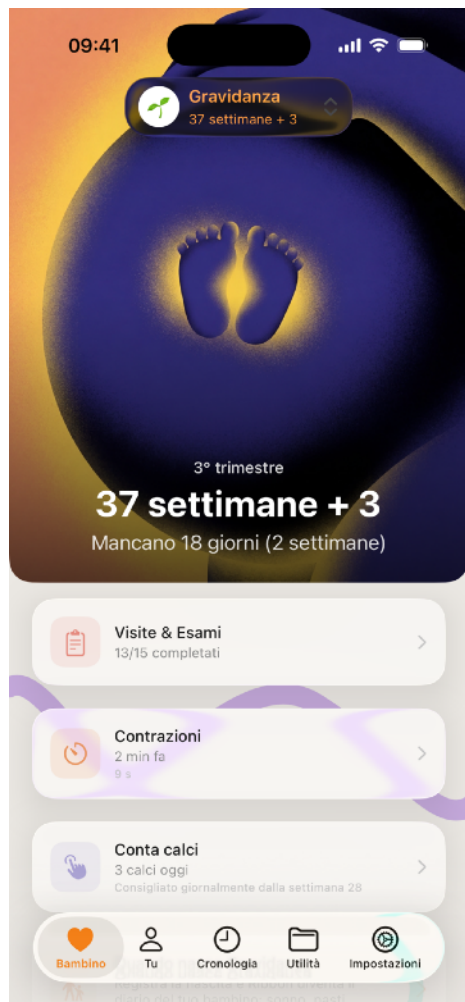 09:41
Gravidanza
37 settimane + 3
3° trimestre
37 settimane + 3
Mancano 18 giorni (2 settimane)
Visite & Esami
13/15 completati
Contrazioni
2 min fa
9 s
Conta calci
3 calci oggi
Consigliato giornalmente dalla settimana 28
Bambino
Tu
Cronologia
Utilità
Impostazioni